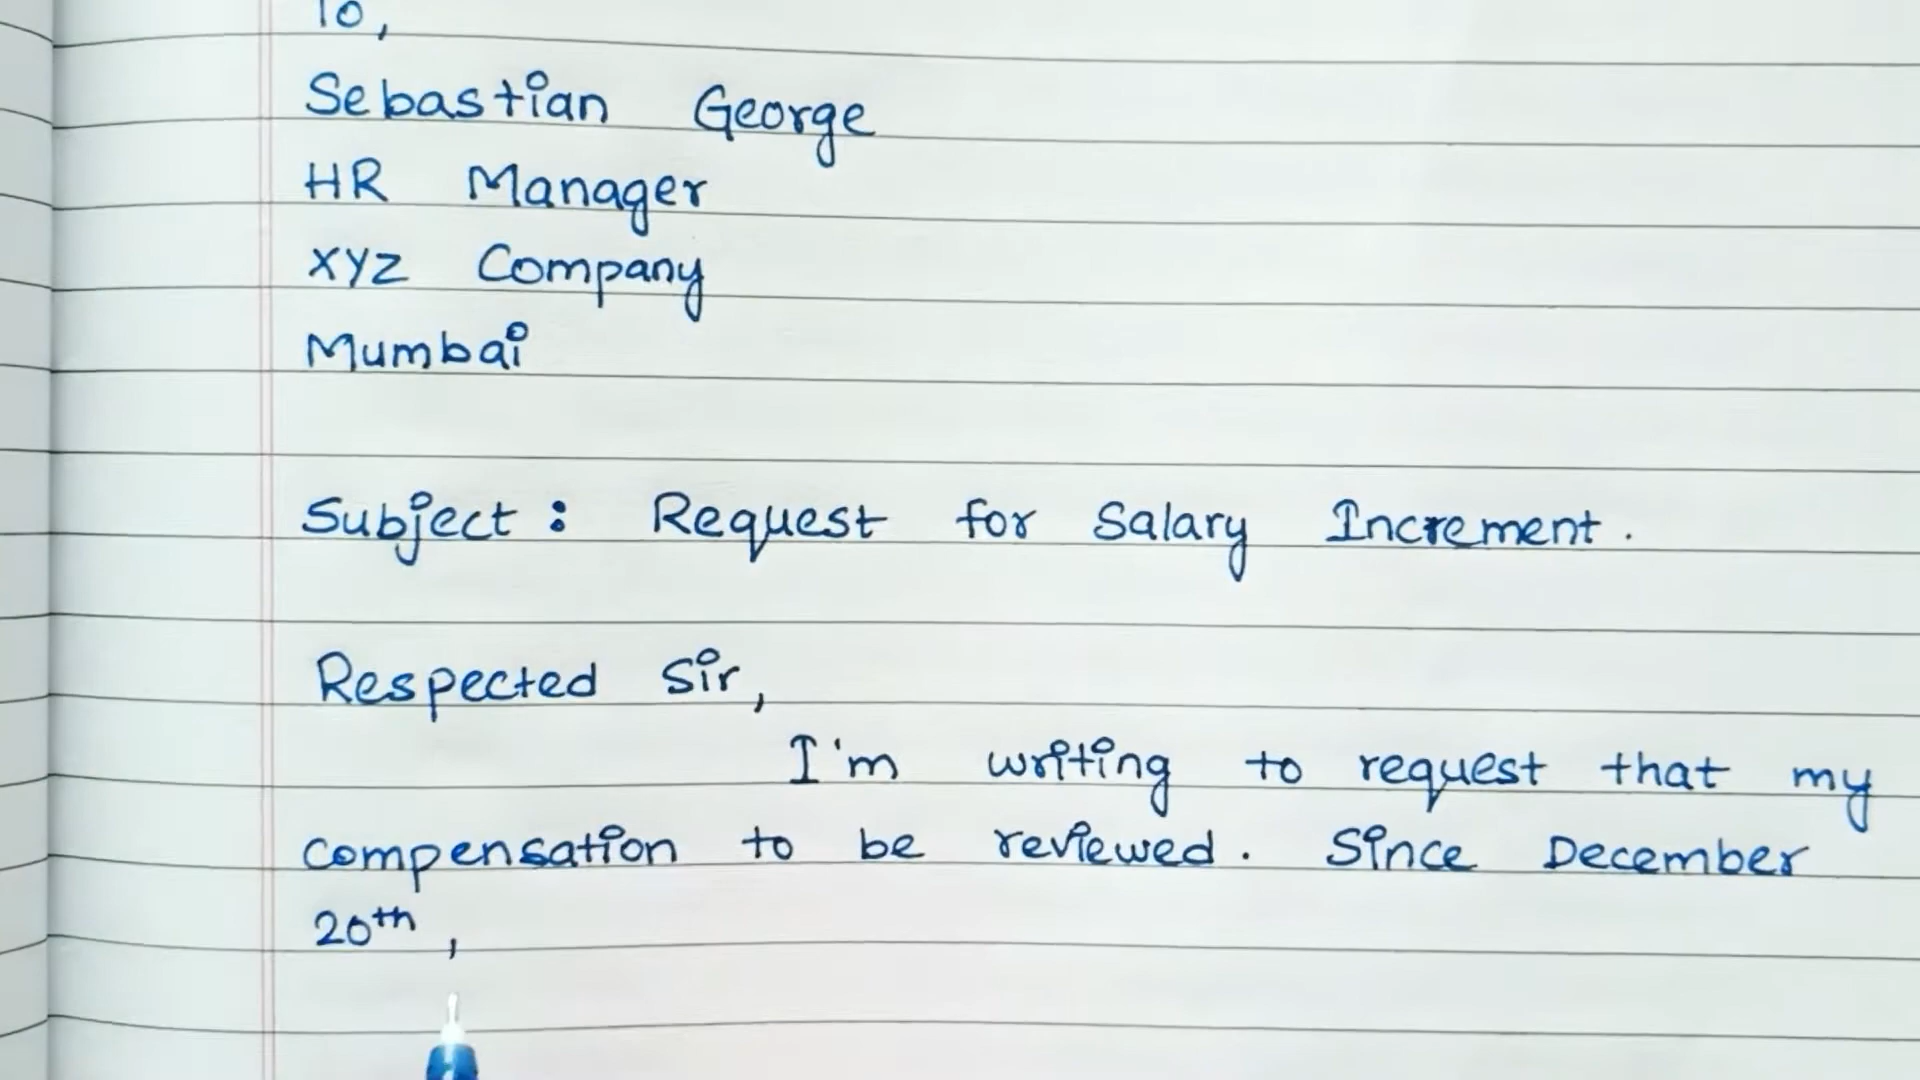 To,
Sebastian George
HR Manager
XYZ Company
Mumbai
Subject : Request for Salary Increment.
Respected Sir,
I'm writing to request that my
compensation to be reviewed. Since December
20th,